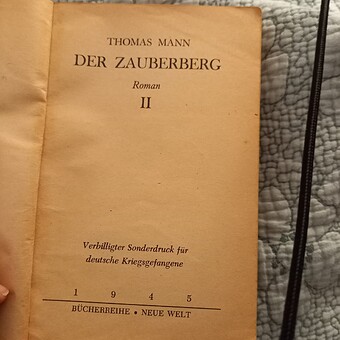 THOMAS MANN
DER ZAUBERBERG
Roman
II
Verbilligter Sonderdruck für
deutsche Kriegsgefangene
1 9 4 5
BÜCHERREIHE • NEUE WELT